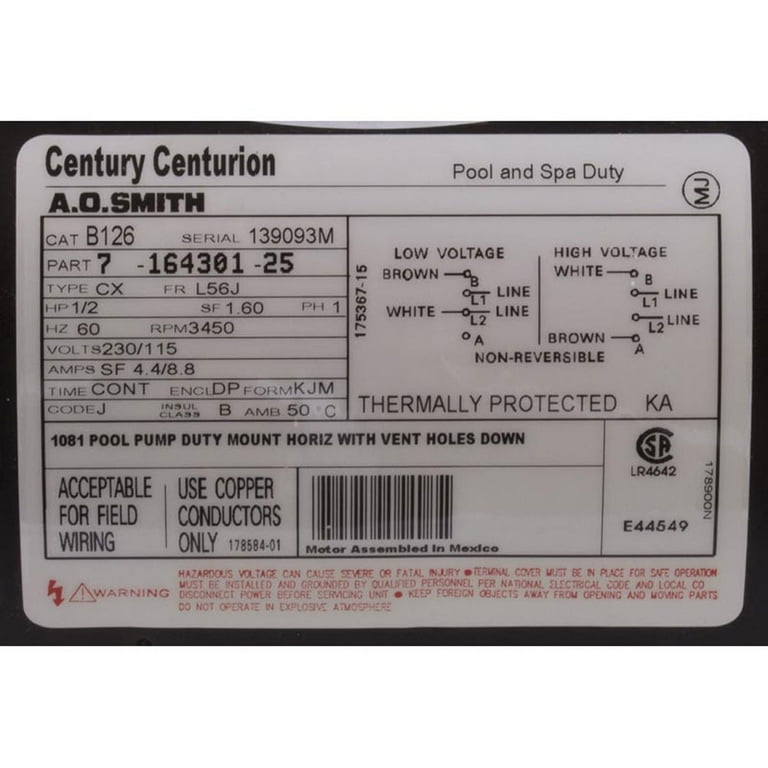 Century Centurion
Pool and Spa Duty
MJ
A.O.SMITH
CAT B126 SERIAL 139093M
PART 7 -164301 -25
TYPE CX FR L56J
HP 1/2 SF 1.60 PH 1
HZ 60 RPM 3450
VOLTS 230/115
AMPS SF 4.4/8.8
TIME CONT ENCL DP FORM KJM
CODE J INSUL CLASS B AMB 50 C
175367-15
LOW VOLTAGE
BROWN B
L1 LINE
WHITE L2 LINE
A
HIGH VOLTAGE
WHITE B
L1 LINE
L2 LINE
BROWN A
NON-REVERSIBLE
THERMALLY PROTECTED KA
1081 POOL PUMP DUTY MOUNT HORIZ WITH VENT HOLES DOWN
ACCEPTABLE
FOR FIELD
WIRING
USE COPPER
CONDUCTORS
ONLY 178584-01
Motor Assembled In Mexico
CSA
LR4642
E44549
178900N
WARNING
HAZARDOUS VOLTAGE CAN CAUSE SEVERE OR FATAL INJURY ● TERMINAL COVER MUST BE IN PLACE FOR SAFE OPERATION
MUST BE INSTALLED AND GROUNDED BY QUALIFIED PERSONNEL PER NATIONAL ELECTRICAL CODE AND LOCAL CO
DISCONNECT POWER BEFORE SERVICING UNIT ● KEEP FOREIGN OBJECTS AWAY FROM OPENING AND MOVING PARTS
DO NOT OPERATE IN EXPLOSIVE ATMOSPHERE